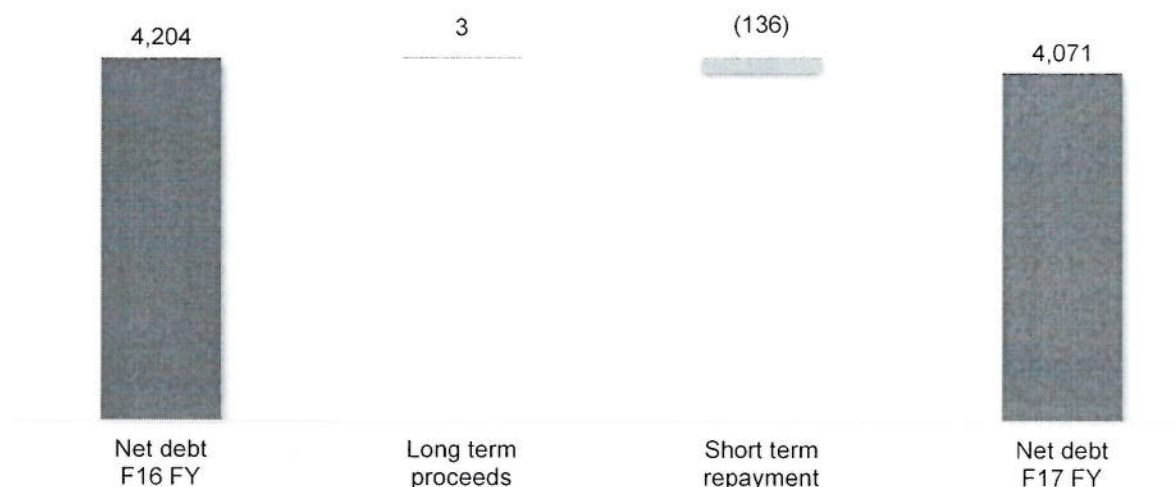 4,204
3
(136)
4,071
Net debt
F16 FY
Long term
proceeds
Short term
repayment
Net debt
F17 FY